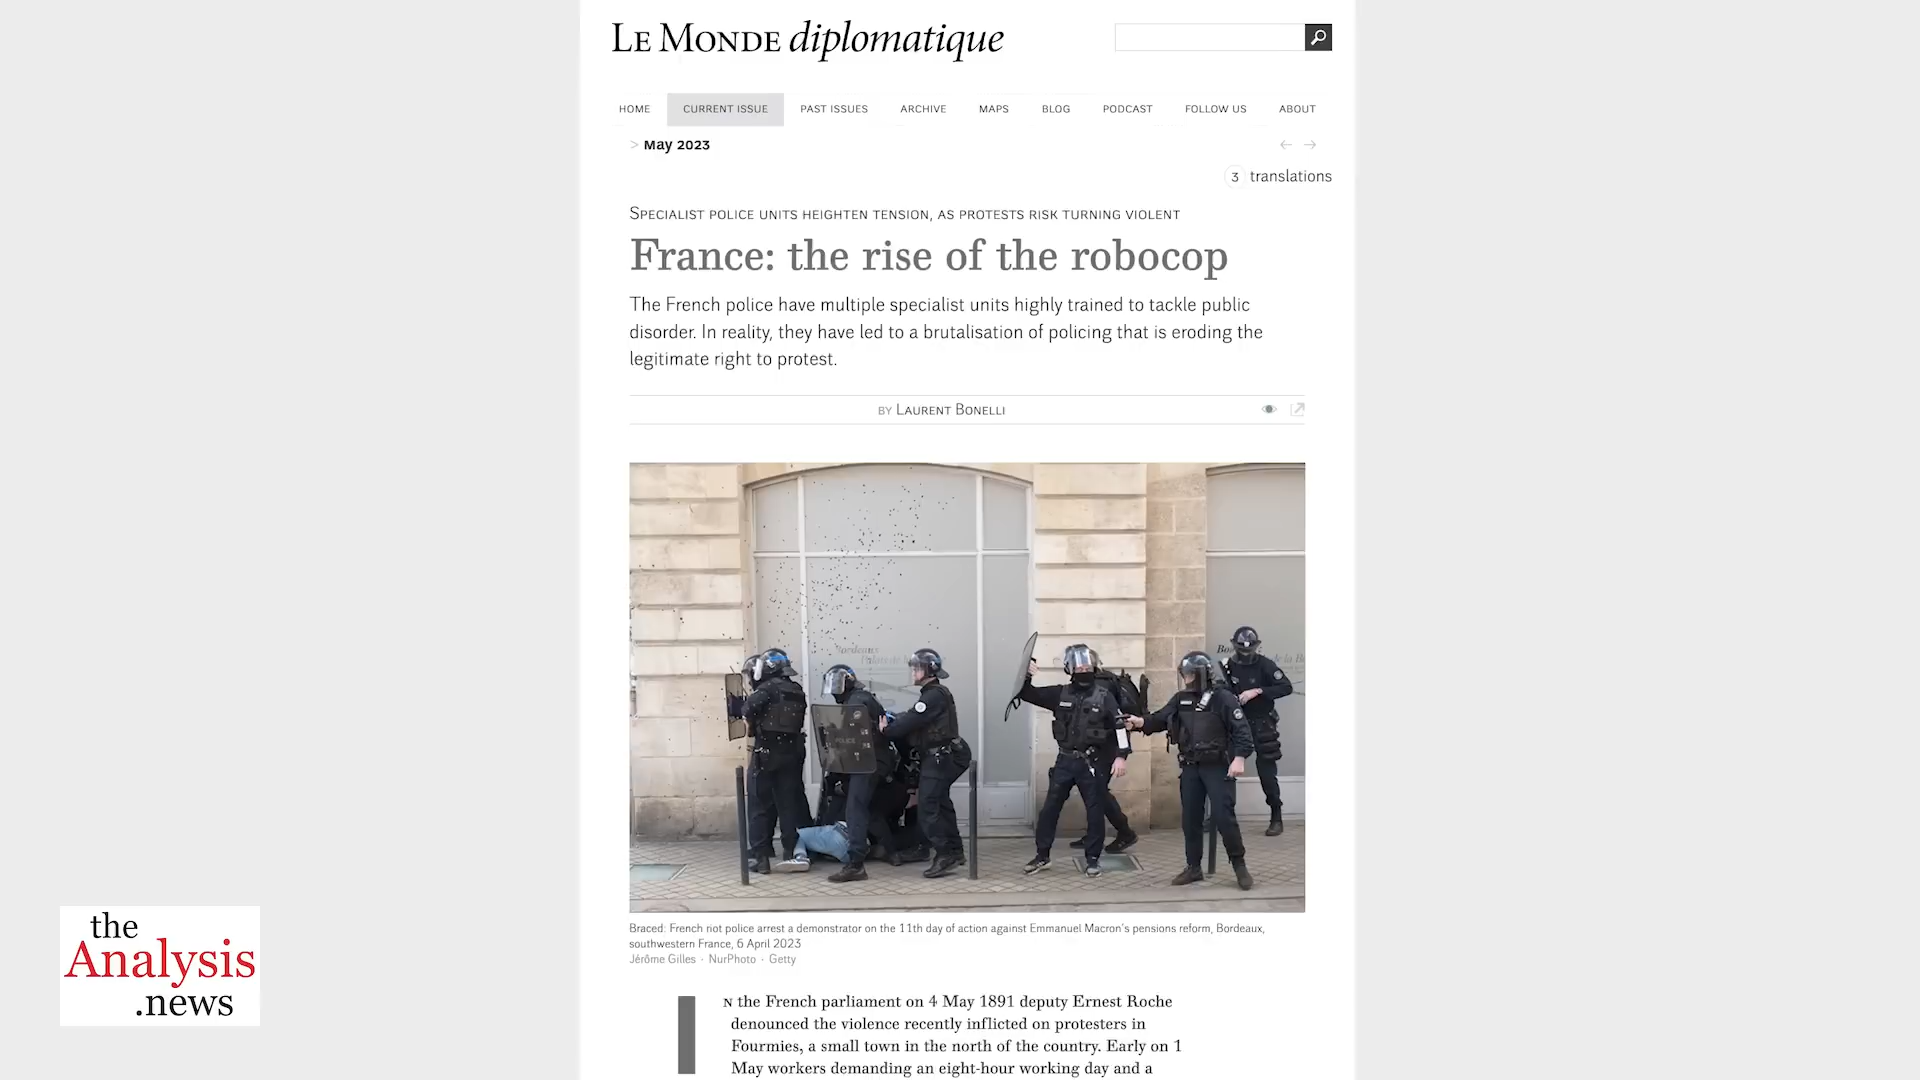 LE MONDE diplomatique
HOME CURRENT ISSUE PAST ISSUES ARCHIVE MAPS BLOG PODCAST FOLLOW US ABOUT
> May 2023
3 translations
SPECIALIST POLICE UNITS HEIGHTEN TENSION, AS PROTESTS RISK TURNING VIOLENT
France: the rise of the robocop
The French police have multiple specialist units highly trained to tackle public
disorder. In reality, they have led to a brutalisation of policing that is eroding the
legitimate right to protest.
BY LAURENT BONELLI
Bordeaux
POLICE
Braced: French riot police arrest a demonstrator on the 11th day of action against Emmanuel Macron's pensions reform, Bordeaux,
southwestern France, 6 April 2023
Jérôme Gilles · NurPhoto · Getty
IN the French parliament on 4 May 1891 deputy Ernest Roche
denounced the violence recently inflicted on protesters in
Fourmies, a small town in the north of the country. Early on 1
May workers demanding an eight-hour working day and a
the
Analysis
.news